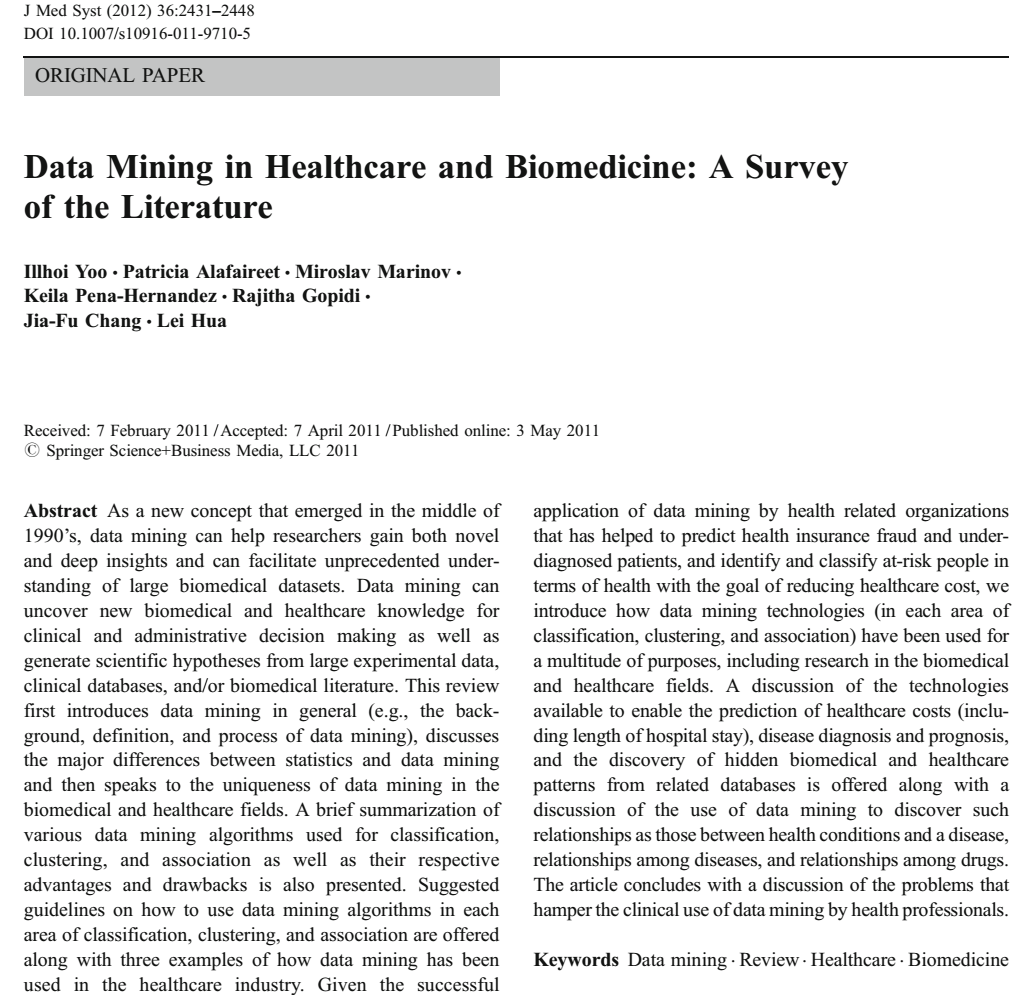 J Med Syst (2012) 36:2431–2448
DOI 10.1007/s10916-011-9710-5
ORIGINAL PAPER
Data Mining in Healthcare and Biomedicine: A Survey
of the Literature
Illhoi Yoo · Patricia Alafaireet · Miroslav Marinov ·
Keila Pena-Hernandez · Rajitha Gopidi ·
Jia-Fu Chang · Lei Hua
Received: 7 February 2011 / Accepted: 7 April 2011 / Published online: 3 May 2011
© Springer Science+Business Media, LLC 2011
Abstract As a new concept that emerged in the middle of
1990's, data mining can help researchers gain both novel
and deep insights and can facilitate unprecedented under-
standing of large biomedical datasets. Data mining can
uncover new biomedical and healthcare knowledge for
clinical and administrative decision making as well as
generate scientific hypotheses from large experimental data,
clinical databases, and/or biomedical literature. This review
first introduces data mining in general (e.g., the back-
ground, definition, and process of data mining), discusses
the major differences between statistics and data mining
and then speaks to the uniqueness of data mining in the
biomedical and healthcare fields. A brief summarization of
various data mining algorithms used for classification,
clustering, and association as well as their respective
advantages and drawbacks is also presented. Suggested
guidelines on how to use data mining algorithms in each
area of classification, clustering, and association are offered
along with three examples of how data mining has been
used in the healthcare industry. Given the successful
application of data mining by health related organizations
that has helped to predict health insurance fraud and under-
diagnosed patients, and identify and classify at-risk people in
terms of health with the goal of reducing healthcare cost, we
introduce how data mining technologies (in each area of
classification, clustering, and association) have been used for
a multitude of purposes, including research in the biomedical
and healthcare fields. A discussion of the technologies
available to enable the prediction of healthcare costs (inclu-
ding length of hospital stay), disease diagnosis and prognosis,
and the discovery of hidden biomedical and healthcare
patterns from related databases is offered along with a
discussion of the use of data mining to discover such
relationships as those between health conditions and a disease,
relationships among diseases, and relationships among drugs.
The article concludes with a discussion of the problems that
hamper the clinical use of data mining by health professionals.
Keywords Data mining · Review · Healthcare · Biomedicine